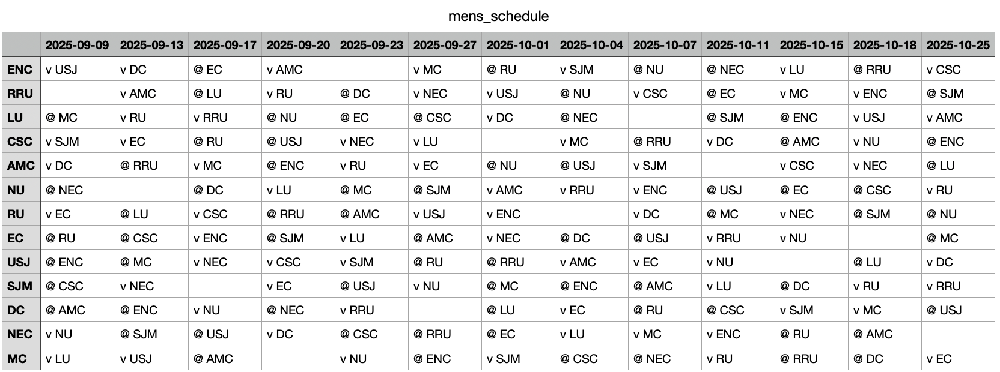 mens_schedule
2025-09-09 2025-09-13 2025-09-17 2025-09-20 2025-09-23 2025-09-27 2025-10-01 2025-10-04 2025-10-07 2025-10-11 2025-10-15 2025-10-18 2025-10-25
ENC v USJ v DC @ EC v AMC v MC @ RU v SJM @ NU @ NEC v LU @ RRU v CSC
RRU v AMC @ LU v RU @ DC v NEC v USJ @ NU v CSC @ EC v MC v ENC @ SJM
LU @ MC v RU v RRU @ NU @ EC @ CSC v DC @ NEC @ SJM @ ENC v USJ v AMC
CSC v SJM v EC @ RU @ USJ v NEC v LU v MC @ RRU v DC @ AMC v NU @ ENC
AMC v DC @ RRU v MC @ ENC v RU v EC @ NU @ USJ v SJM v CSC v NEC @ LU
NU @ NEC @ DC v LU @ MC @ SJM v AMC v RRU v ENC @ USJ @ EC @ CSC v RU
RU v EC @ LU v CSC @ RRU @ AMC v USJ v ENC v DC @ MC v NEC @ SJM @ NU
EC @ RU @ CSC v ENC @ SJM v LU @ AMC v NEC @ DC @ USJ v RRU v NU @ MC
USJ @ ENC @ MC v NEC v CSC v SJM @ RU @ RRU v AMC v EC v NU @ LU v DC
SJM @ CSC v NEC v EC @ USJ v NU @ MC @ ENC @ AMC v LU @ DC v RU v RRU
DC @ AMC @ ENC v NU @ NEC v RRU @ LU v EC @ RU @ CSC v SJM v MC @ USJ
NEC v NU @ SJM @ USJ v DC @ CSC @ RRU @ EC v LU v MC v ENC @ RU @ AMC
MC v LU v USJ @ AMC v NU @ ENC v SJM @ CSC @ NEC v RU @ RRU @ DC v EC